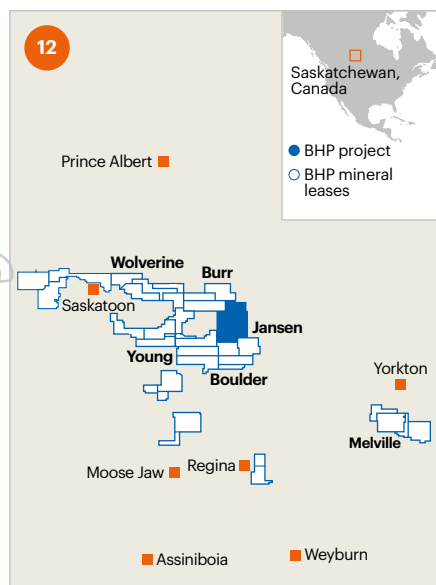 12
Saskatchewan,
Canada
BHP project
BHP mineral
leases
Prince Albert
Wolverine
Burr
Saskatoon
Jansen
Young
Boulder
Yorkton
Melville
Regina
Moose Jaw
Assiniboia
Weyburn